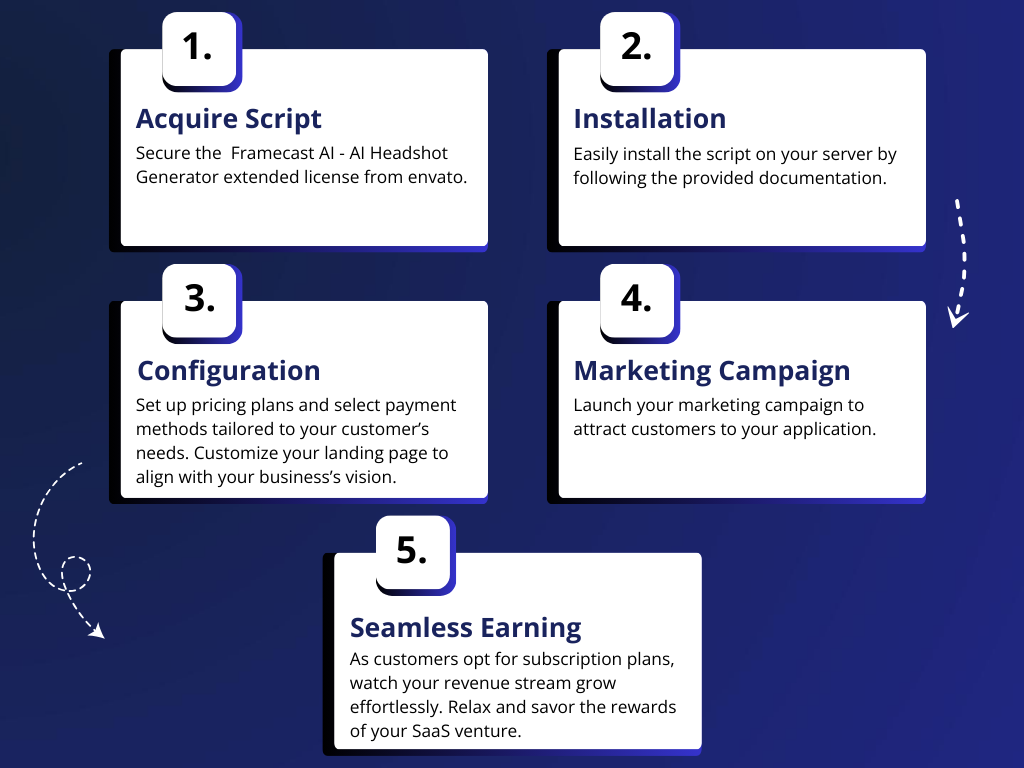 1.
Acquire Script
Secure the  Framecast AI - AI Headshot
Generator extended license from envato.
2.
Installation
Easily install the script on your server by
following the provided documentation.
3.
Configuration
Set up pricing plans and select payment
methods tailored to your customer’s
needs. Customize your landing page to
align with your business’s vision.
4.
Marketing Campaign
Launch your marketing campaign to
attract customers to your application.
5.
Seamless Earning
As customers opt for subscription plans,
watch your revenue stream grow
effortlessly. Relax and savor the rewards
of your SaaS venture.